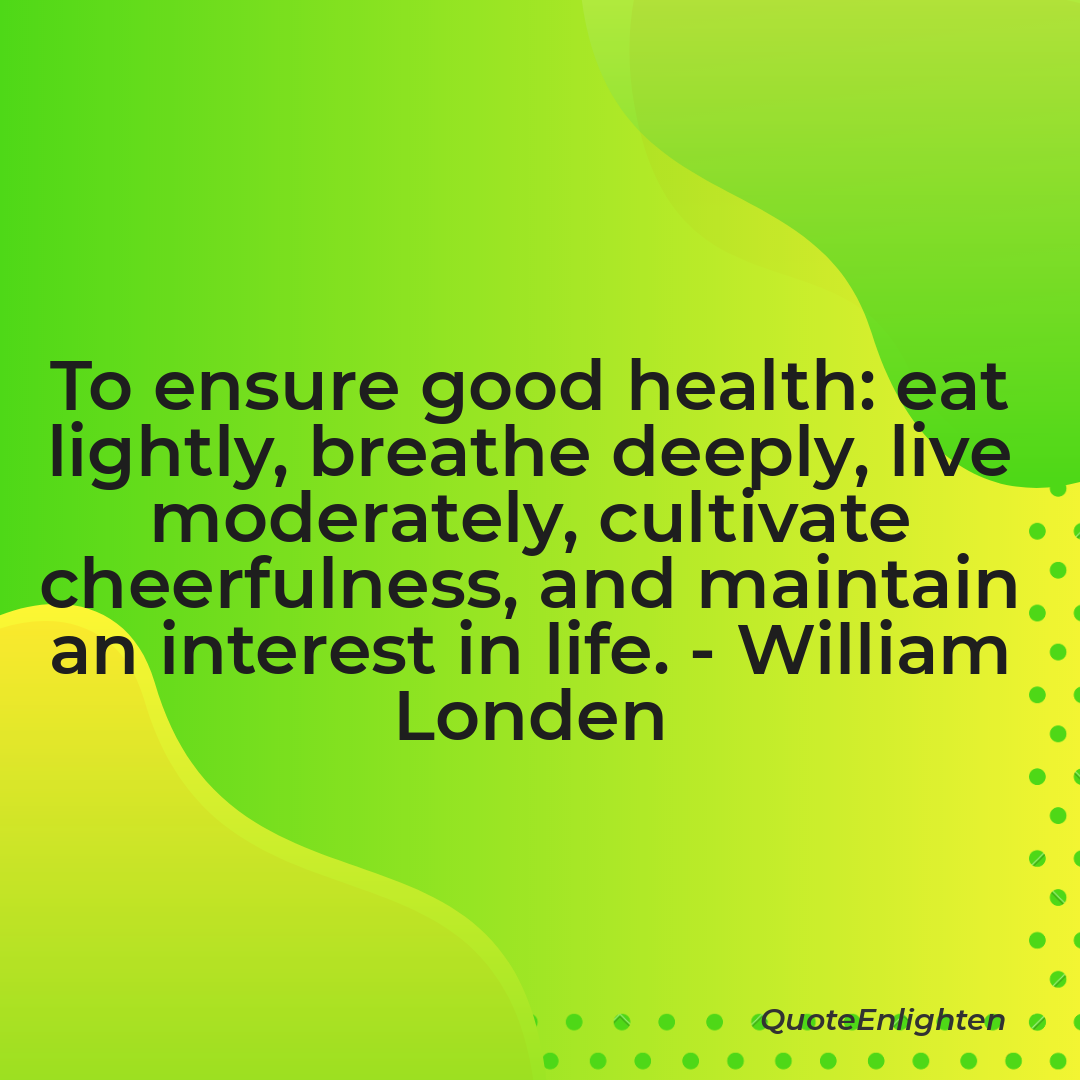 To ensure good health: eat
lightly, breathe deeply, live
moderately, cultivate
cheerfulness, and maintain
an interest in life. - William
Londen
QuoteEnlighten